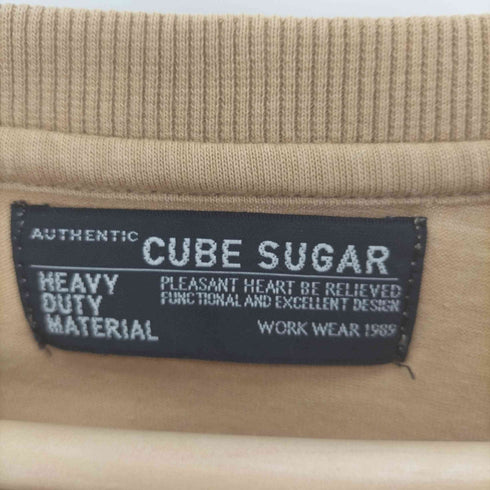 AUTHENTIC CUBE SUGAR
HEAVY
DUTY
MATERIAL
PLEASANT HEART BE RELIEVED
FUNCTIONAL AND EXCELLENT DESIGN
WORK WEAR 1989